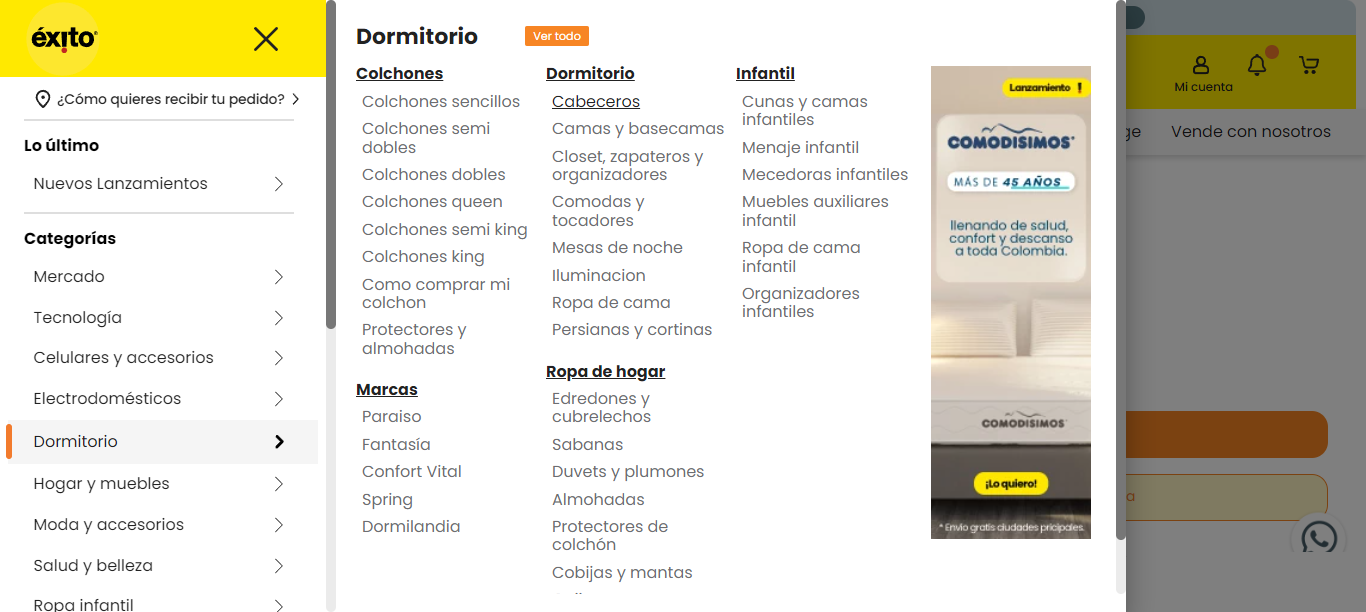 éxito
¿Cómo quieres recibir tu pedido?
Lo último
Nuevos Lanzamientos
Categorías
Mercado
Tecnología
Celulares y accesorios
Electrodomésticos
Dormitorio
Hogar y muebles
Moda y accesorios
Salud y belleza
Ropa infantil
Dormitorio
Ver todo
Colchones
Colchones sencillos
Colchones semi
dobles
Colchones dobles
Colchones queen
Colchones semi king
Colchones king
Como comprar mi
colchon
Protectores y
almohadas
Marcas
Paraiso
Fantasía
Confort Vital
Spring
Dormilandia
Dormitorio
Cabeceros
Camas y basecamas
Closet, zapateros y
organizadores
Comodas y
tocadores
Mesas de noche
Iluminacion
Ropa de cama
Persianas y cortinas
Ropa de hogar
Edredones y
cubrelechos
Sabanas
Duvets y plumones
Almohadas
Protectores de
colchón
Cobijas y mantas
Infantil
Cunas y camas
infantiles
Menaje infantil
Mecedoras infantiles
Muebles auxiliares
infantil
Ropa de cama
infantil
Organizadores
infantiles
Lanzamiento
COMODISIMOS
MÁS DE 45 AÑOS
llenando de salud,
confort y descanso
a toda Colombia.
COMODISIMOS
¡Lo quiero!
* Envio gratis ciudades pricipales.
Mi cuenta
ge
Vende con nosotros
a